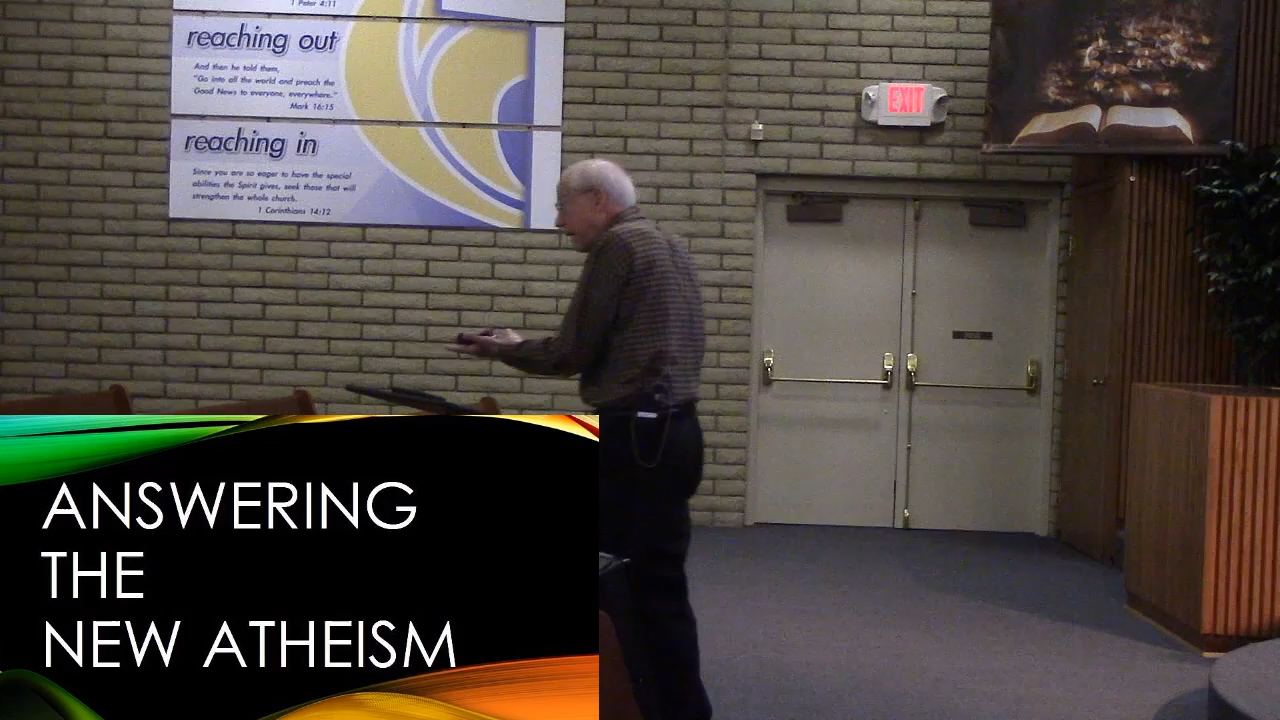 1 Peter 4:11
reaching out
And then he told them,
"Go into all the world and preach the
Good News to everyone, everywhere."
Mark 16:15
reaching in
Since you are so eager to have the special
abilities the Spirit gives, seek those that will
strengthen the whole church.
1 Corinthians 14:12
EXIT
ANSWERING
THE
NEW ATHEISM